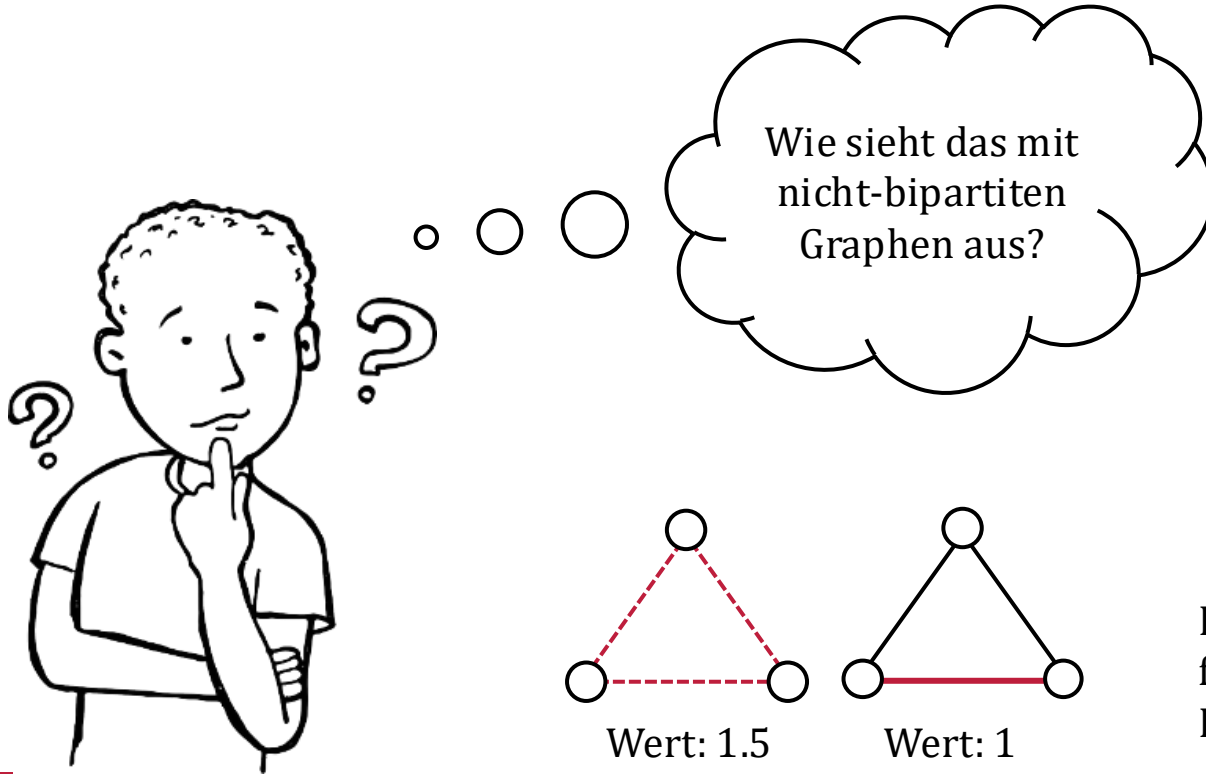 Wie sieht das mit
nicht-bipartiten
Graphen aus?
?
?
Wert: 1.5
Wert: 1